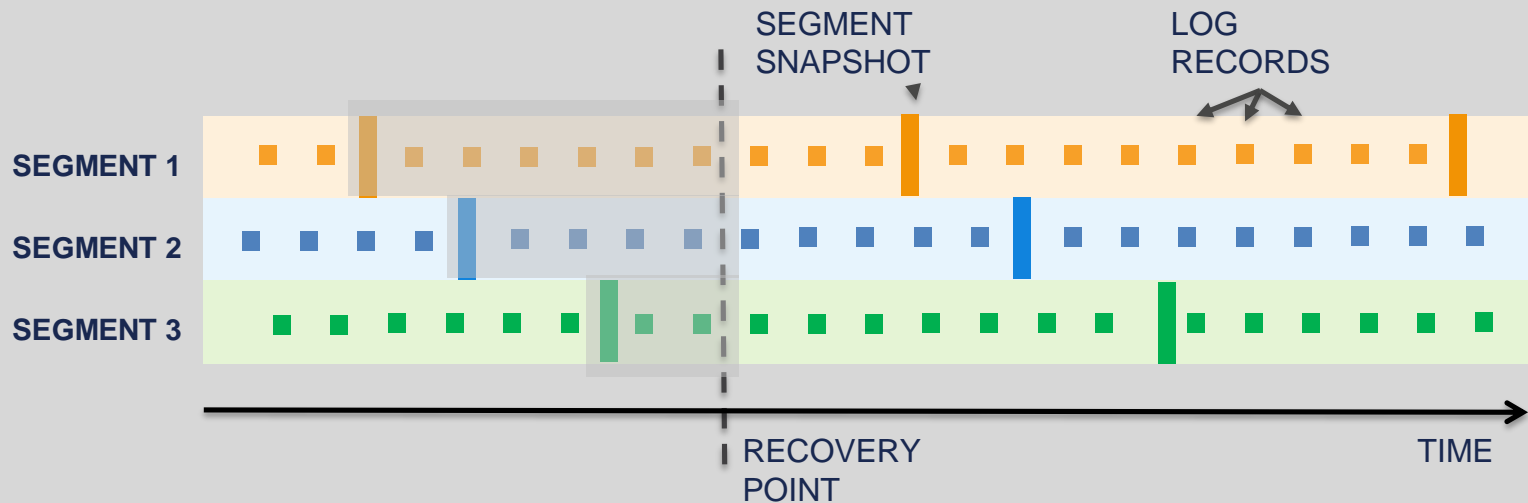 SEGMENT
SNAPSHOT
LOG
RECORDS
SEGMENT 1
SEGMENT 2
SEGMENT 3
RECOVERY
POINT
TIME